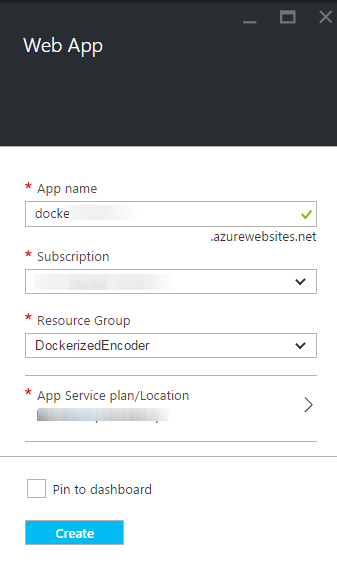 Web App
* App name
docke
.azurewebsites.net
* Subscription
* Resource Group
DockerizedEncoder
* App Service plan/Location
Pin to dashboard
Create